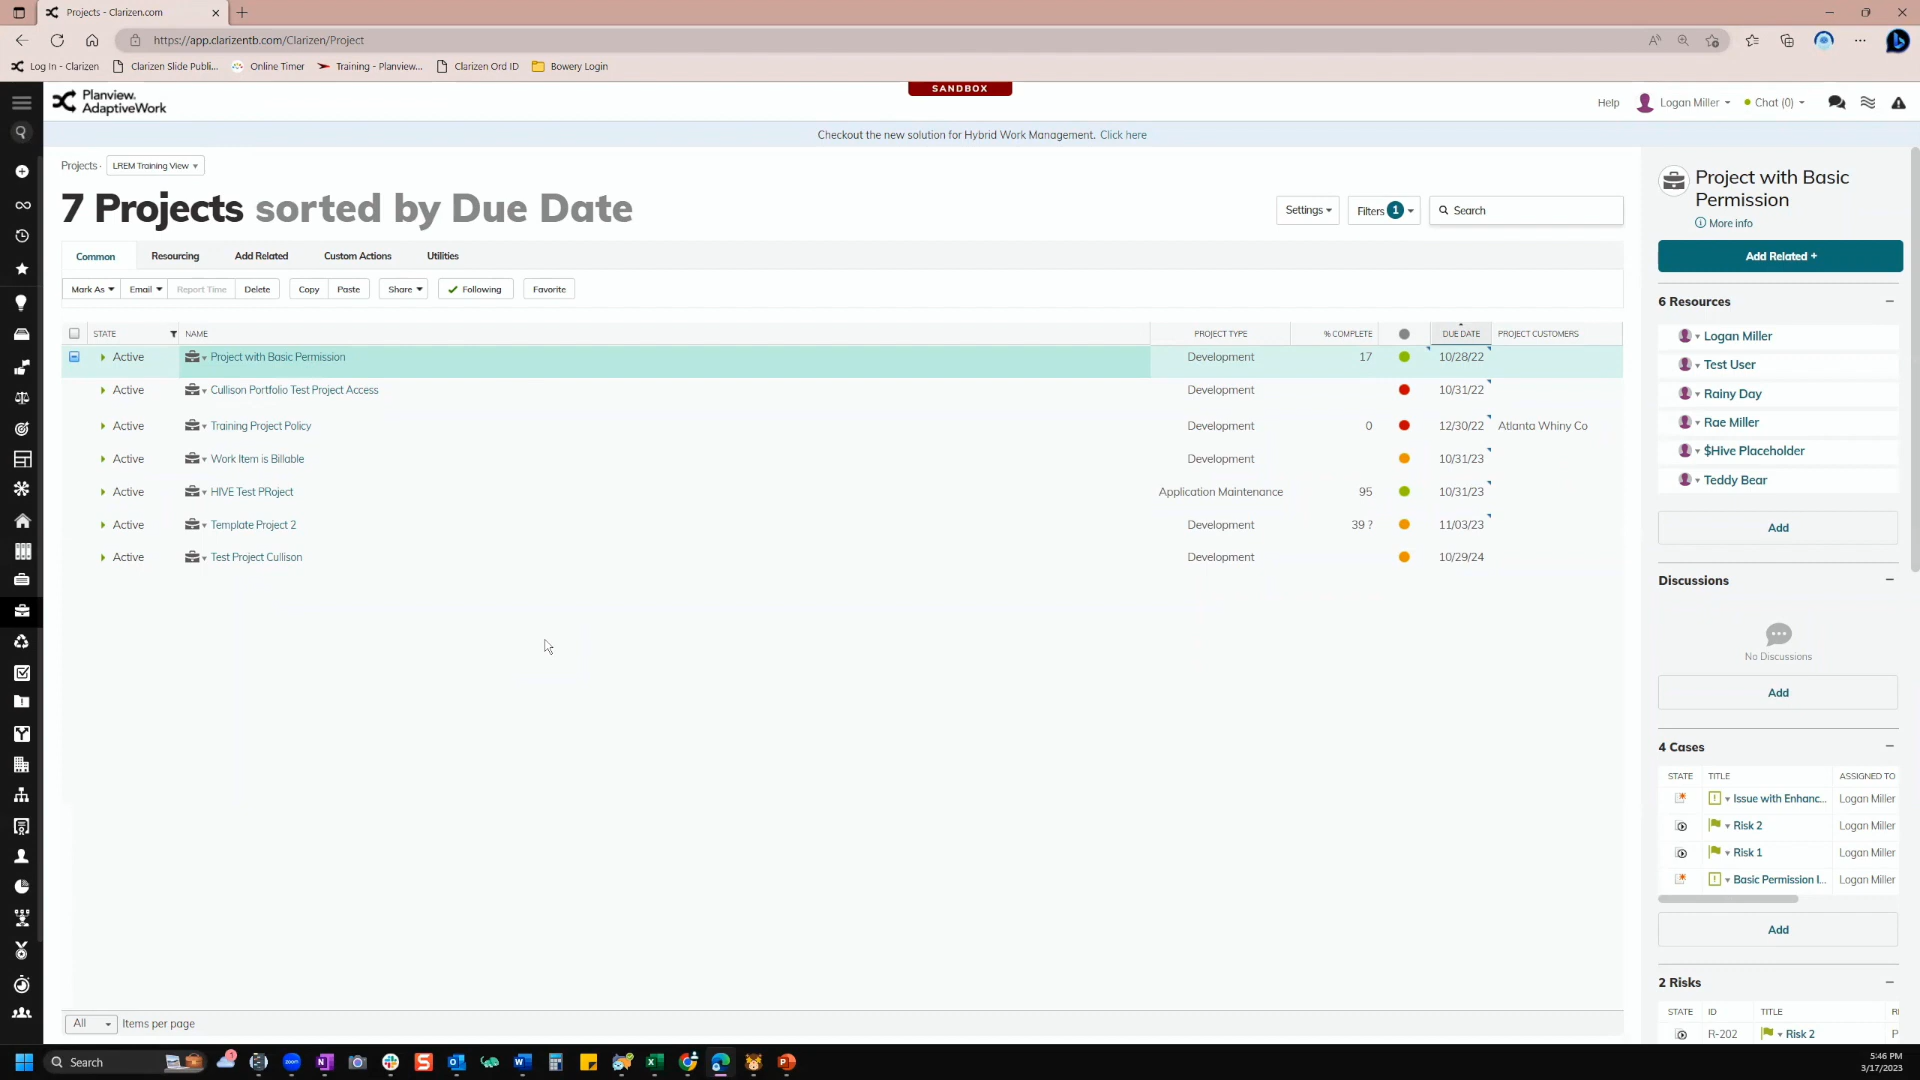 Projects - Clarizen.com
https://app.clarizentb.com/Clarizen/Project
Log In - Clarizen
Clarizen Slide Publi...
Online Timer
Training - Planview...
Clarizen Ord ID
Bowery Login
Planview.
AdaptiveWork
SANDBOX
Help
Logan Miller
Chat (0)
Checkout the new solution for Hybrid Work Management. Click here
Projects LREM Training View
7 Projects sorted by Due Date
Settings
Filters 1
Search
Common Resourcing Add Related Custom Actions Utilities
Mark As Email Report Time Delete Copy Paste Share Following Favorite
STATE NAME PROJECT TYPE % COMPLETE DUE DATE PROJECT CUSTOMERS
Active Project with Basic Permission Development 17 10/28/22
Active Cullison Portfolio Test Project Access Development 10/31/22
Active Training Project Policy Development 0 12/30/22 Atlanta Whiny Co
Active Work Item is Billable Development 10/31/23
Active HIVE Test PRoject Application Maintenance 95 10/31/23
Active Template Project 2 Development 39 ? 11/03/23
Active Test Project Cullison Development 10/29/24
All Items per page
Project with Basic
Permission
More info
Add Related +
6 Resources
Logan Miller
Test User
Rainy Day
Rae Miller
$Hive Placeholder
Teddy Bear
Add
Discussions
No Discussions
Add
4 Cases
STATE TITLE ASSIGNED TO
Issue with Enhanc... Logan Miller
Risk 2 Logan Miller
Risk 1 Logan Miller
Basic Permission I... Logan Miller
Add
2 Risks
STATE ID TITLE
R-202 Risk 2
Search
5:46 PM
3/17/2023